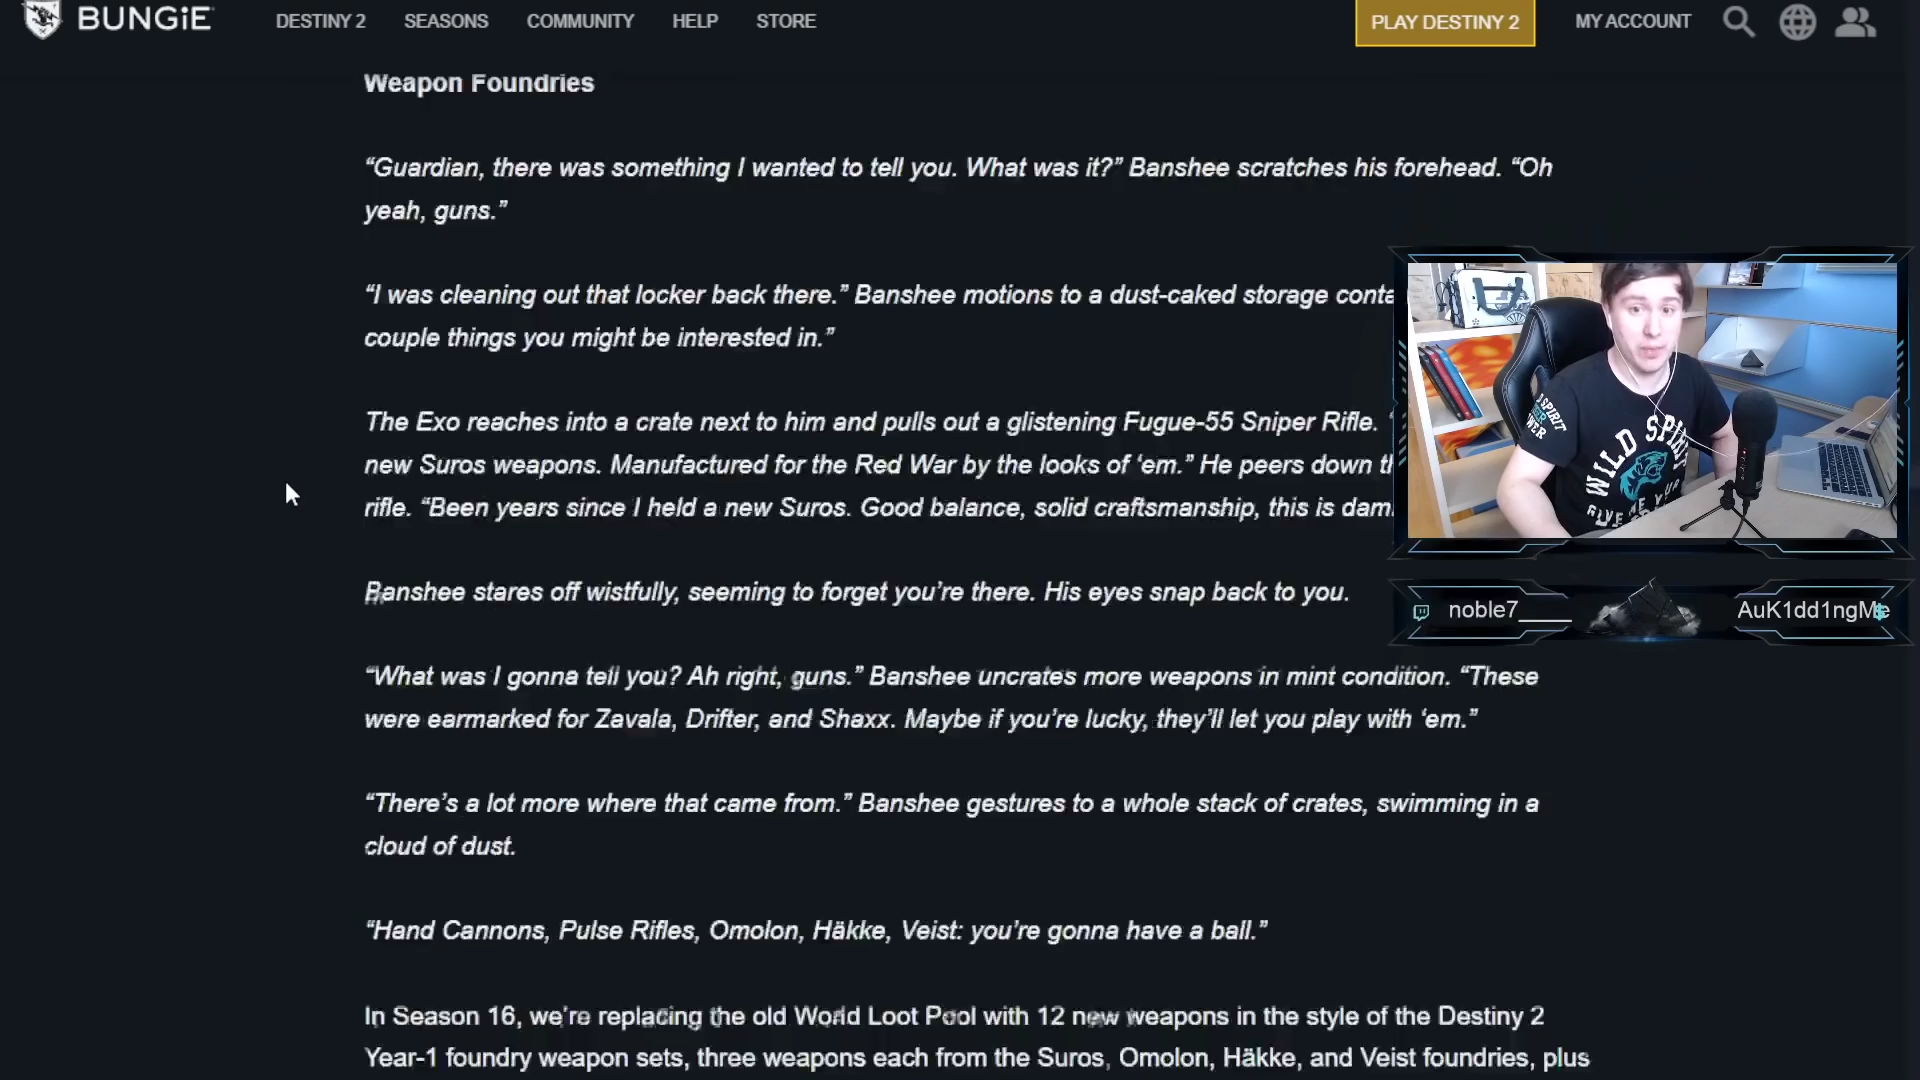 BUNGiE
DESTINY 2 SEASONS COMMUNITY HELP STORE
PLAY DESTINY 2
MY ACCOUNT
Weapon Foundries
“Guardian, there was something I wanted to tell you. What was it?” Banshee scratches his forehead. “Oh
yeah, guns.”
“I was cleaning out that locker back there.” Banshee motions to a dust-caked storage
couple things you might be interested in.”
The Exo reaches into a crate next to him and pulls out a glistening Fugue-55 Sniper Rifle.
new Suros weapons. Manufactured for the Red War by the looks of ‘em.” He peers down
rifle. “Been years since I held a new Suros. Good balance, solid craftsmanship, this is
Banshee stares off wistfully, seeming to forget you’re there. His eyes snap back to you.
“What was I gonna tell you? Ah right, guns.” Banshee uncrates more weapons in mint condition. “These
were earmarked for Zavala, Drifter, and Shaxx. Maybe if you’re lucky, they’ll let you play with ‘em.”
“There’s a lot more where that came from.” Banshee gestures to a whole stack of crates, swimming in a
cloud of dust.
“Hand Cannons, Pulse Rifles, Omolon, Häkke, Veist: you’re gonna have a ball.”
In Season 16, we’re replacing the old World Loot Pool with 12 new weapons in the style of the Destiny 2
Year-1 foundry weapon sets, three weapons each from the Suros, Omolon, Häkke, and Veist foundries, plus
SPIRIT
WILD SPIRIT
GIVE ME YOUR
noble7____
AuK1dd1ngMe